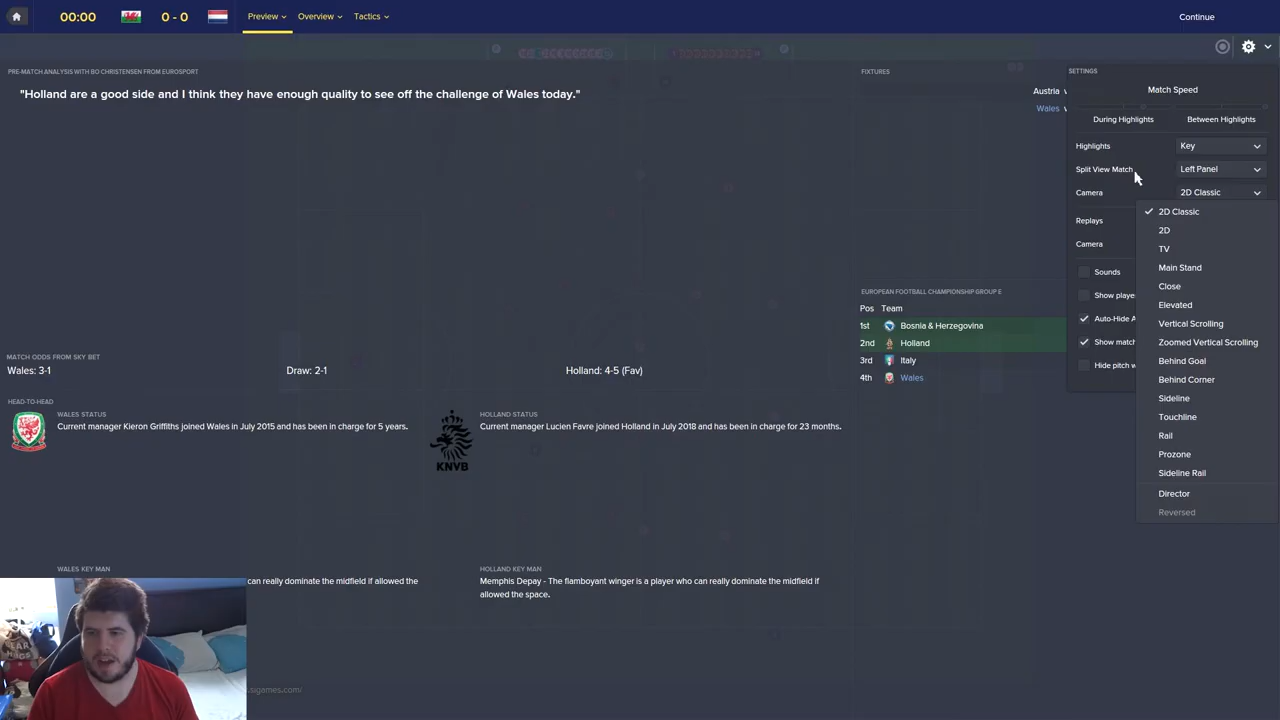 00:00
0 - 0
Preview
Overview
Tactics
Continue
PRE-MATCH ANALYSIS WITH BO CHRISTENSEN FROM EUROSPORT
"Holland are a good side and I think they have enough quality to see off the challenge of Wales today."
FIXTURES
Austria
Wales
SETTINGS
Match Speed
During Highlights
Between Highlights
Highlights
Key
Split View Match
Left Panel
Camera
2D Classic
Replays
Camera
Sounds
Show playe
Auto-Hide A
Show match
Hide pitch w
2D Classic
2D
TV
Main Stand
Close
Elevated
Vertical Scrolling
Zoomed Vertical Scrolling
Behind Goal
Behind Corner
Sideline
Touchline
Rail
Prozone
Sideline Rail
Director
Reversed
EUROPEAN FOOTBALL CHAMPIONSHIP GROUP E
Pos Team
1st Bosnia & Herzegovina
2nd Holland
3rd Italy
4th Wales
MATCH ODDS FROM SKY BET
Wales: 3-1
Draw: 2-1
Holland: 4-5 (Fav)
HEAD-TO-HEAD
WALES STATUS
Current manager Kieron Griffiths joined Wales in July 2015 and has been in charge for 5 years.
KNVB
HOLLAND STATUS
Current manager Lucien Favre joined Holland in July 2018 and has been in charge for 23 months.
WALES KEY MAN
can really dominate the midfield if allowed the
HOLLAND KEY MAN
Memphis Depay - The flamboyant winger is a player who can really dominate the midfield if
allowed the space.
.sigames.com/